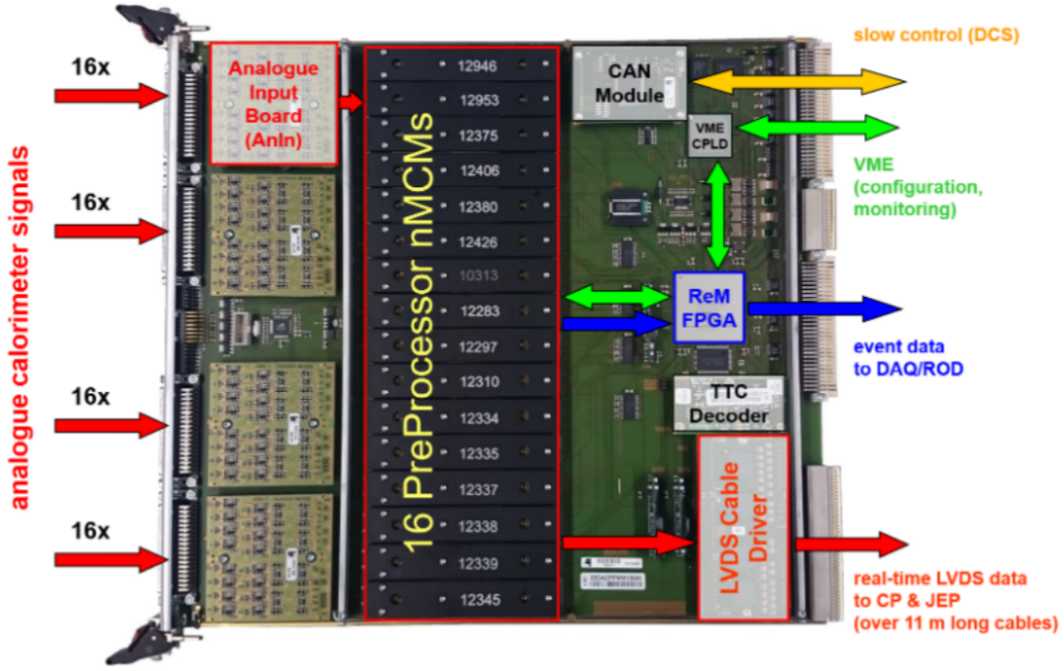 analogue calorimeter signals
16x
16x
16x
16x
Analogue
Input
Board
(AnIn)
16 PreProcessor nMCMs
12946
12953
12375
12406
12380
12426
10313
12283
12297
12310
12334
12335
12337
12338
12339
12345
CAN
Module
VME
CPLD
ReM
FPGA
TTC
Decoder
LVDS Cable
Driver
slow control (DCS)
VME
(configuration,
monitoring)
event data
to DAQ/ROD
real-time LVDS data
to CP & JEP
(over 11 m long cables)